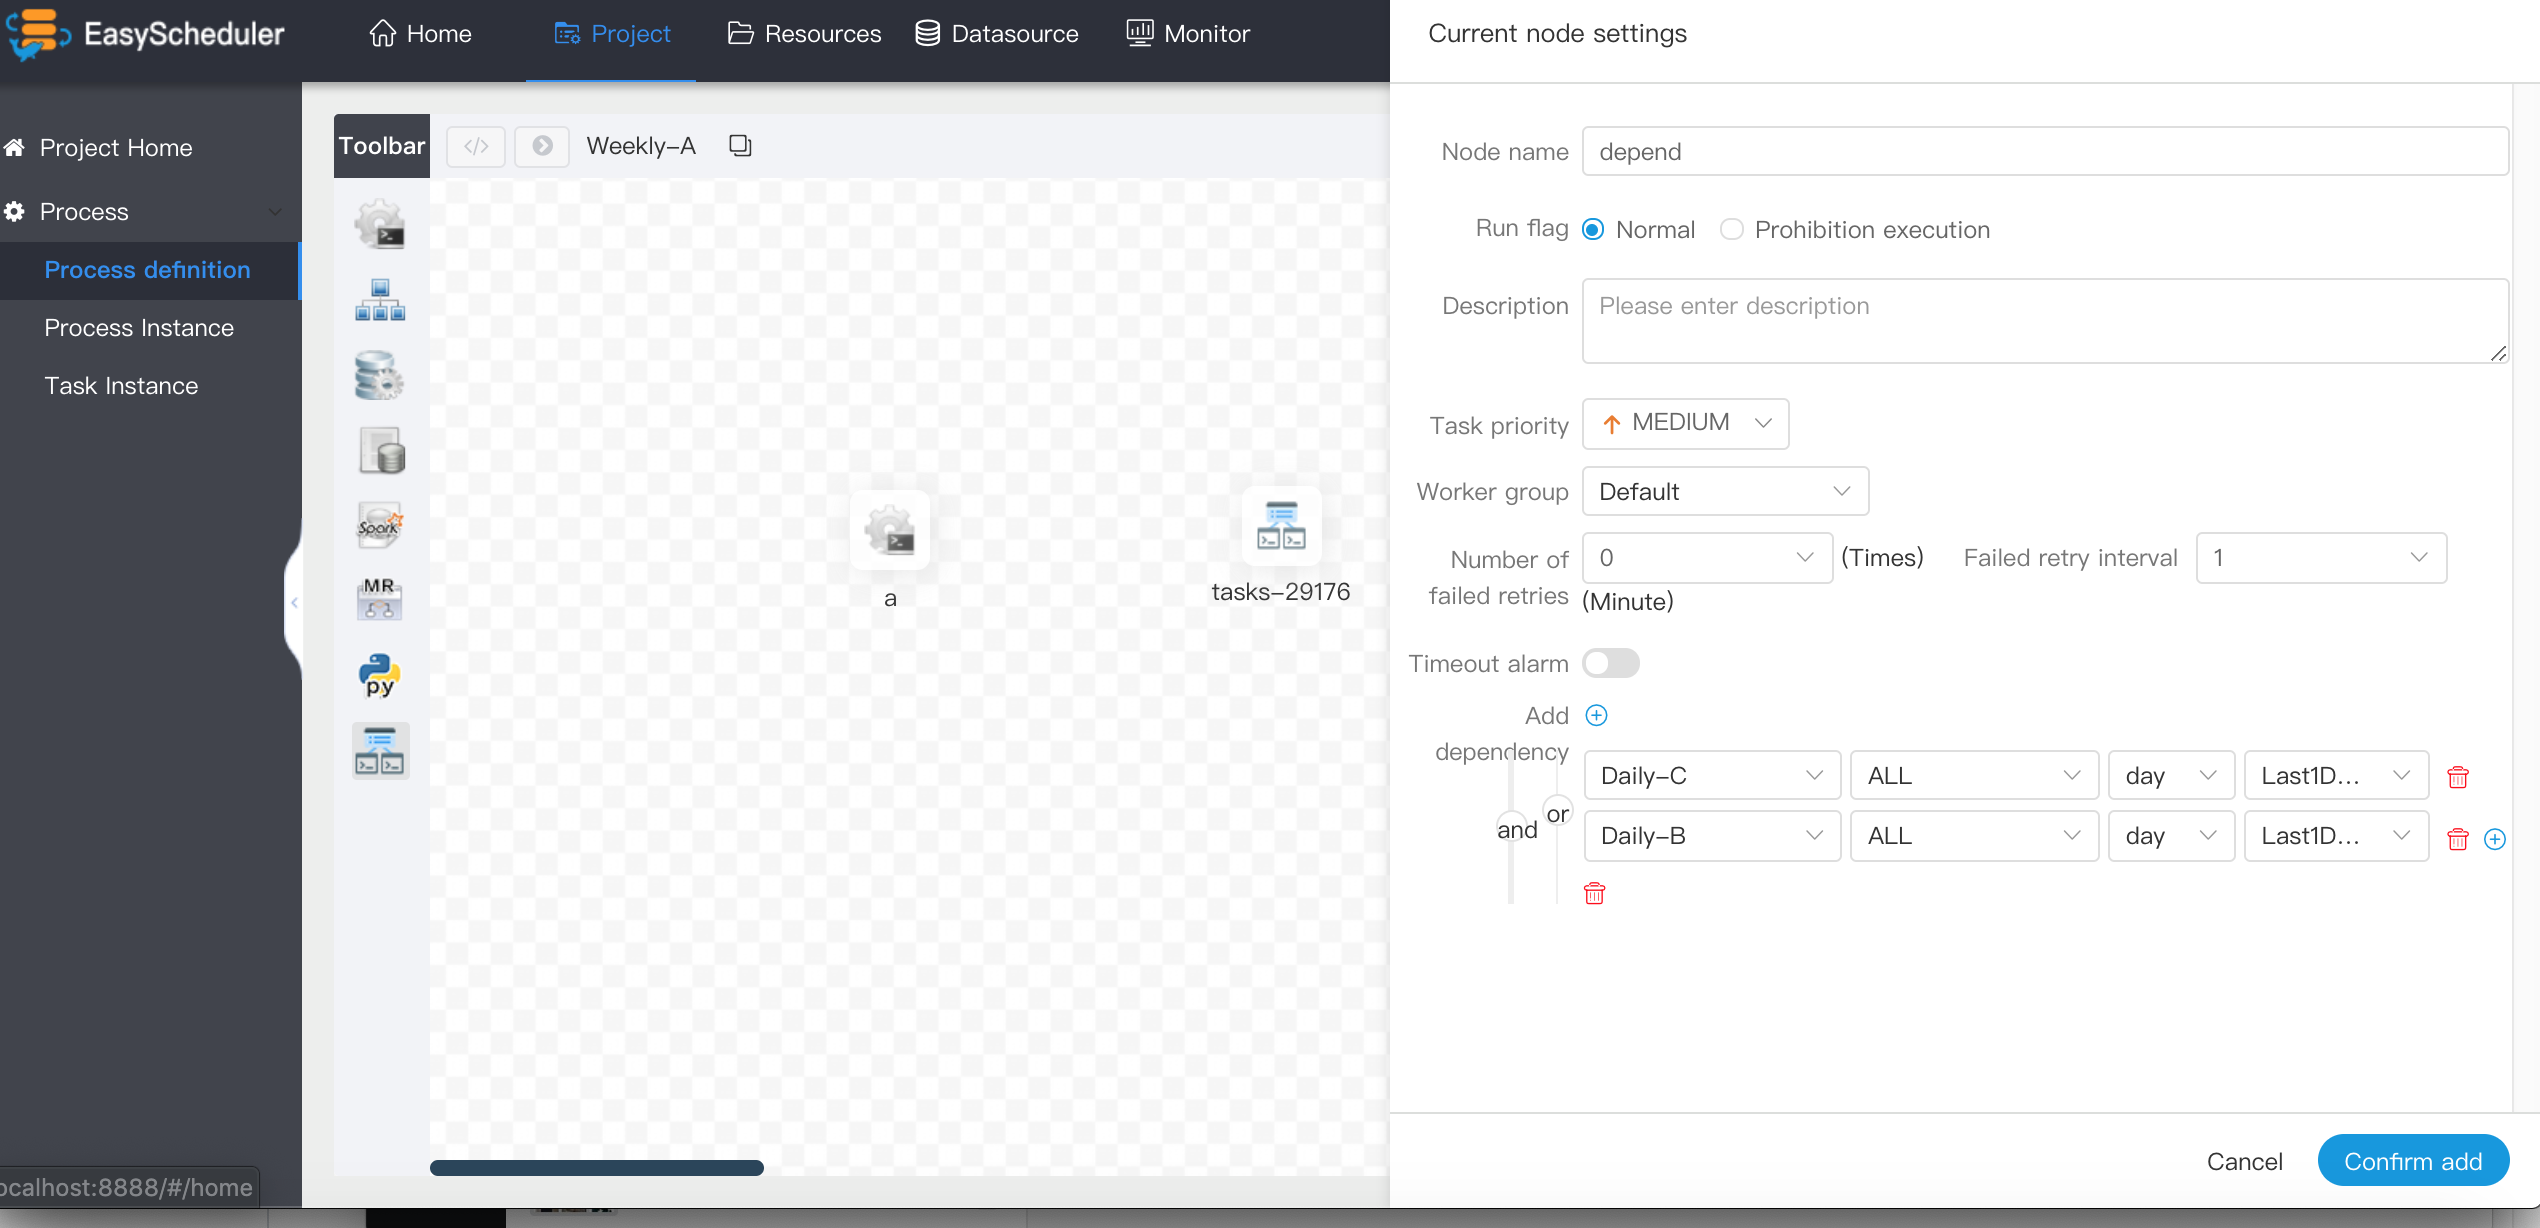 EasyScheduler
Home
Project
Resources
Datasource
Monitor
Project Home
Process
Process definition
Process Instance
Task Instance
Toolbar
</>
Weekly-A
Spark
MR
py
a
tasks-29176
ocalhost:8888/#/home
Current node settings
Node name
depend
Run flag
Normal
Prohibition execution
Description
Please enter description
Task priority
MEDIUM
Worker group
Default
Number of failed retries
0
(Times)
Failed retry interval
1
(Minute)
Timeout alarm
Add dependency
and
or
Daily-C
ALL
day
Last1D...
Daily-B
ALL
day
Last1D...
Cancel
Confirm add